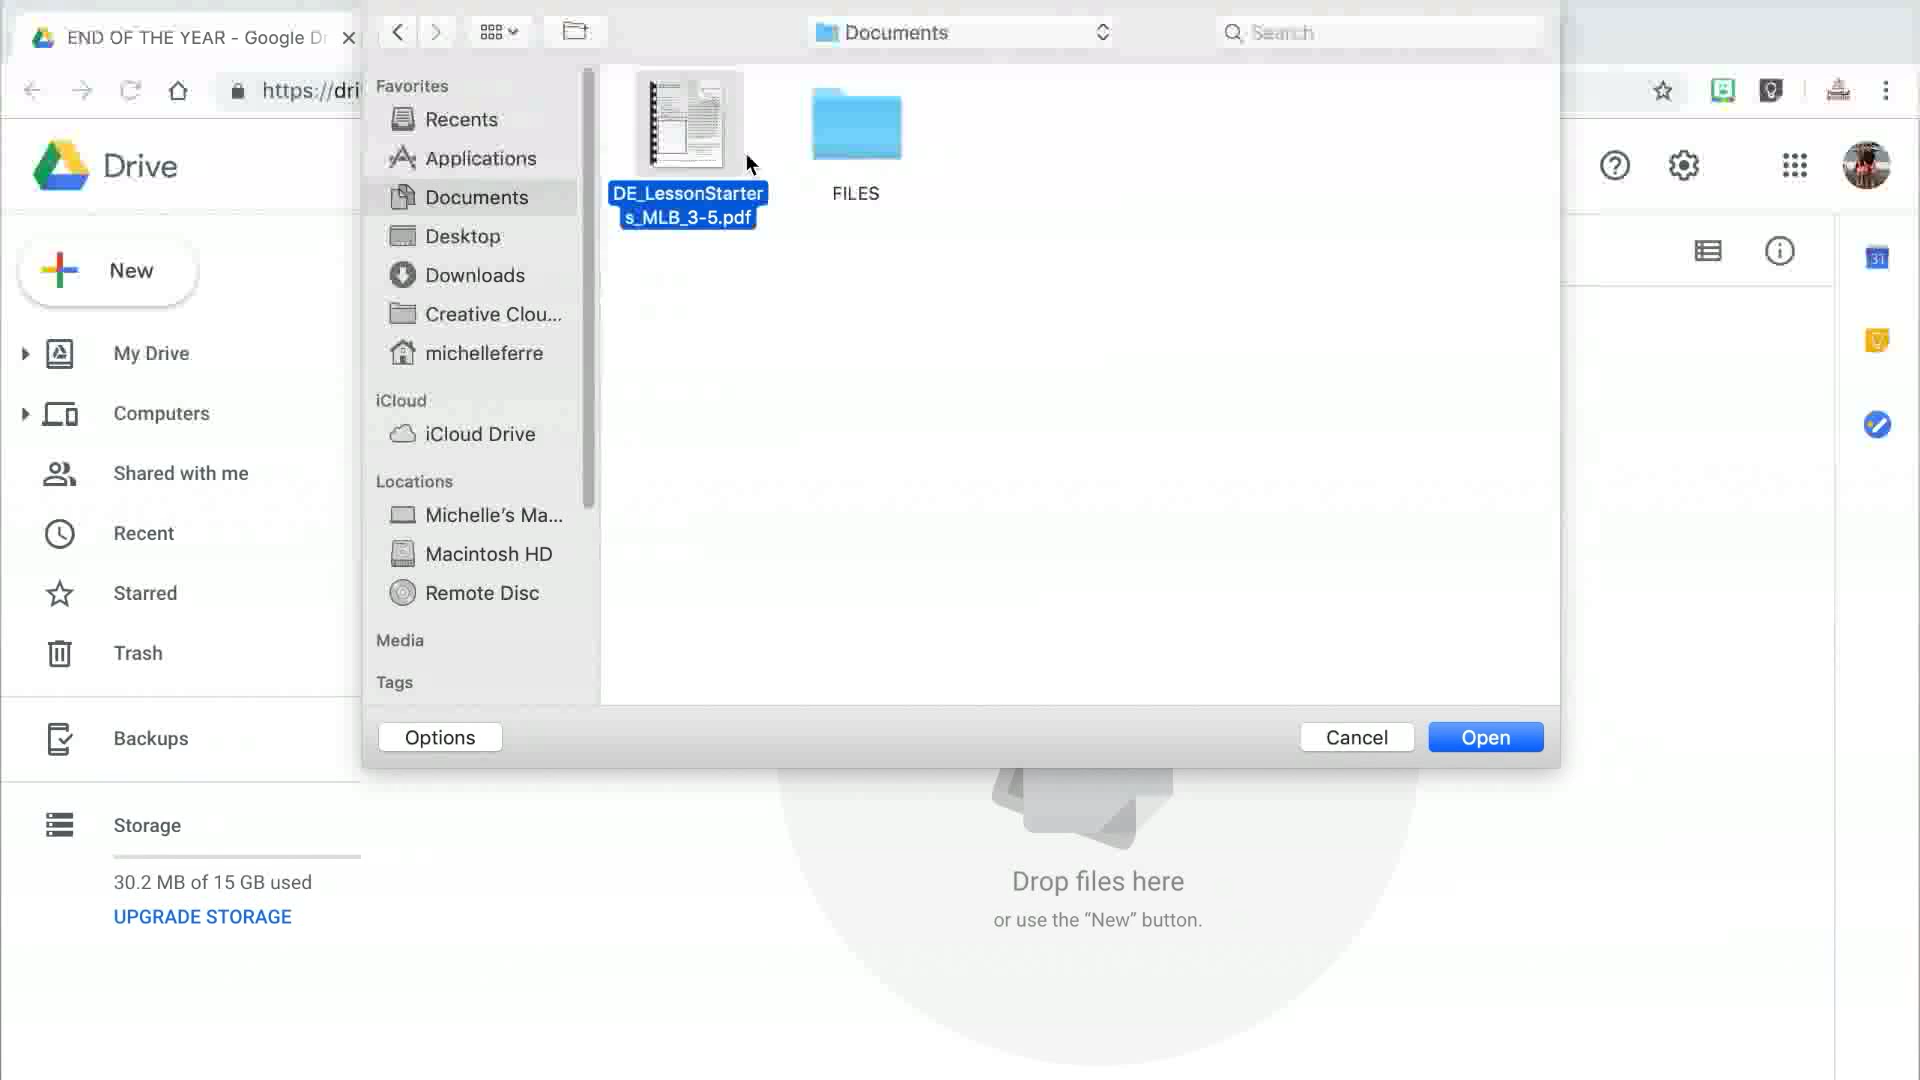 END OF THE YEAR - Google Dr
https://dri
Documents
Search
Favorites
Recents
Applications
Documents
Desktop
Downloads
Creative Clou...
michelleferre
iCloud
iCloud Drive
Locations
Michelle's Ma...
Macintosh HD
Remote Disc
Media
Tags
DE_LessonStarter
s_MLB_3-5.pdf
FILES
Options
Cancel
Open
Drive
New
My Drive
Computers
Shared with me
Recent
Starred
Trash
Backups
Storage
30.2 MB of 15 GB used
UPGRADE STORAGE
Drop files here
or use the “New” button.
31